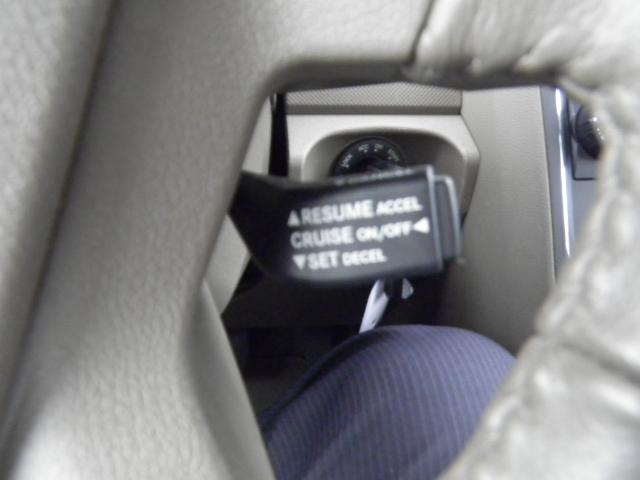 ▲RESUME ACCEL
CRUISE ON/OFF◀
▼SET DECEL